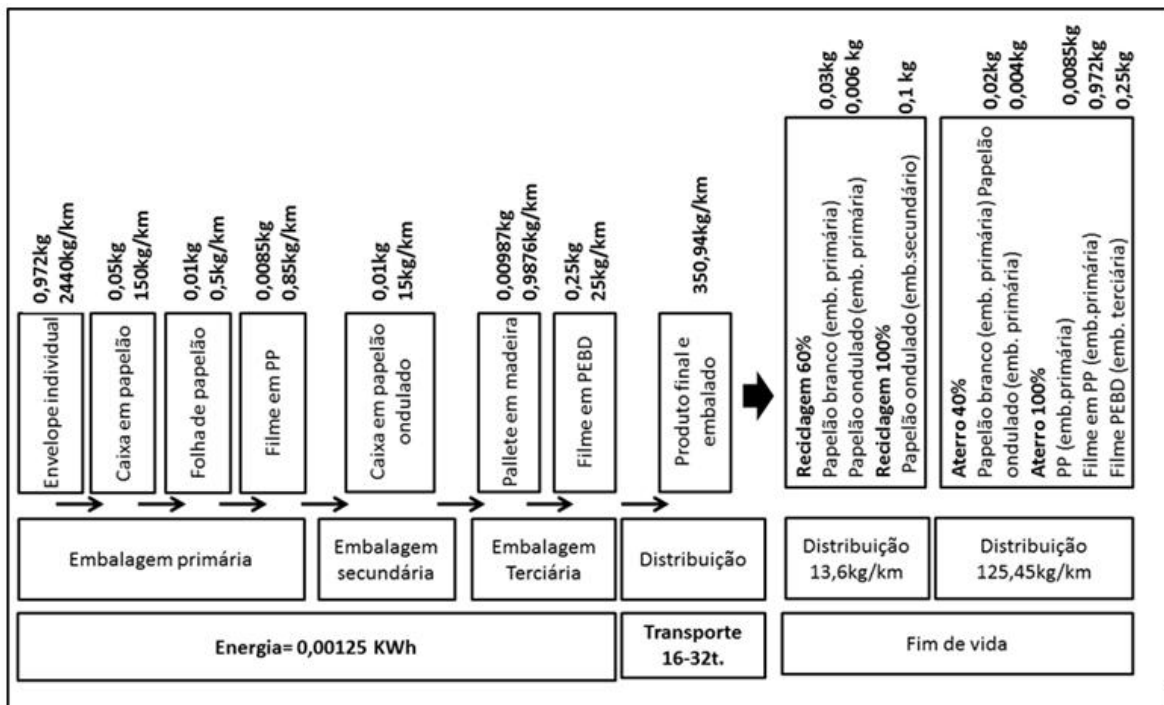 0,972kg
2440kg/km
Envelope individual
0,05kg
150kg/km
Caixa em papelão
0,01kg
0,5kg/km
Folha de papelão
0,0085kg
0,85kg/km
Filme em PP
0,01kg
15kg/km
Caixa em papelão
ondulado
0,00987kg
0,9876kg/km
Pallete em madeira
0,25kg
25kg/km
Filme em PEBD
350,94kg/km
Produto final e
embalado
0,03kg
0,006 kg
0,1 kg
Reciclagem 60%
Papelão branco (emb. primária)
Papelão ondulado (emb. primária)
Reciclagem 100%
Papelão ondulado (emb.secundário)
0,02kg
0,004kg
0,0085kg
0,972kg
0,25kg
Aterro 40%
Papelão branco (emb. primária) Papelão
ondulado (emb. primária)
Aterro 100%
PP (emb.primária)
Filme em PP (emb.primária)
Filme PEBD (emb. terciária)
Embalagem primária
Embalagem
secundária
Embalagem
Terciária
Distribuição
Distribuição
13,6kg/km
Distribuição
125,45kg/km
Energia= 0,00125 KWh
Transporte
16-32t.
Fim de vida